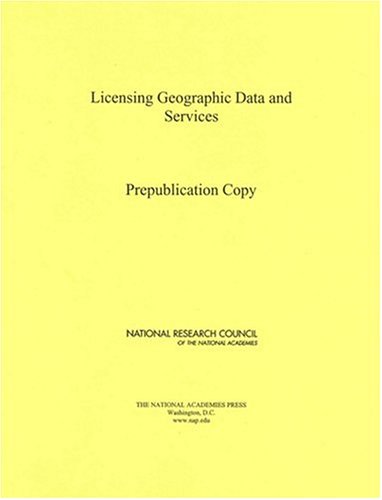 Licensing Geographic Data and
Services
Prepublication Copy
NATIONAL RESEARCH COUNCIL
OF THE NATIONAL ACADEMIES
THE NATIONAL ACADEMIES PRESS
Washington, D.C.
www.nap.edu